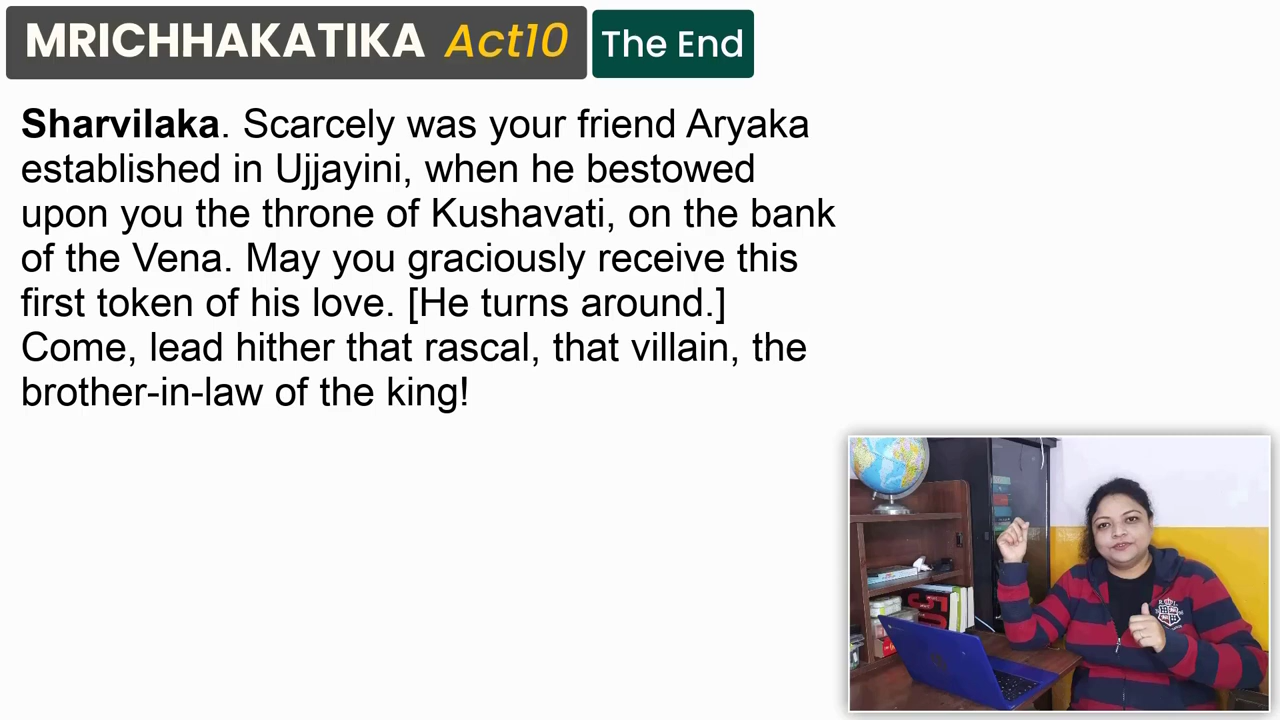 MRICHHAKATIKA Act10 The End
Sharvilaka. Scarcely was your friend Aryaka
established in Ujjayini, when he bestowed
upon you the throne of Kushavati, on the bank
of the Vena. May you graciously receive this
first token of his love. [He turns around.]
Come, lead hither that rascal, that villain, the
brother-in-law of the king!